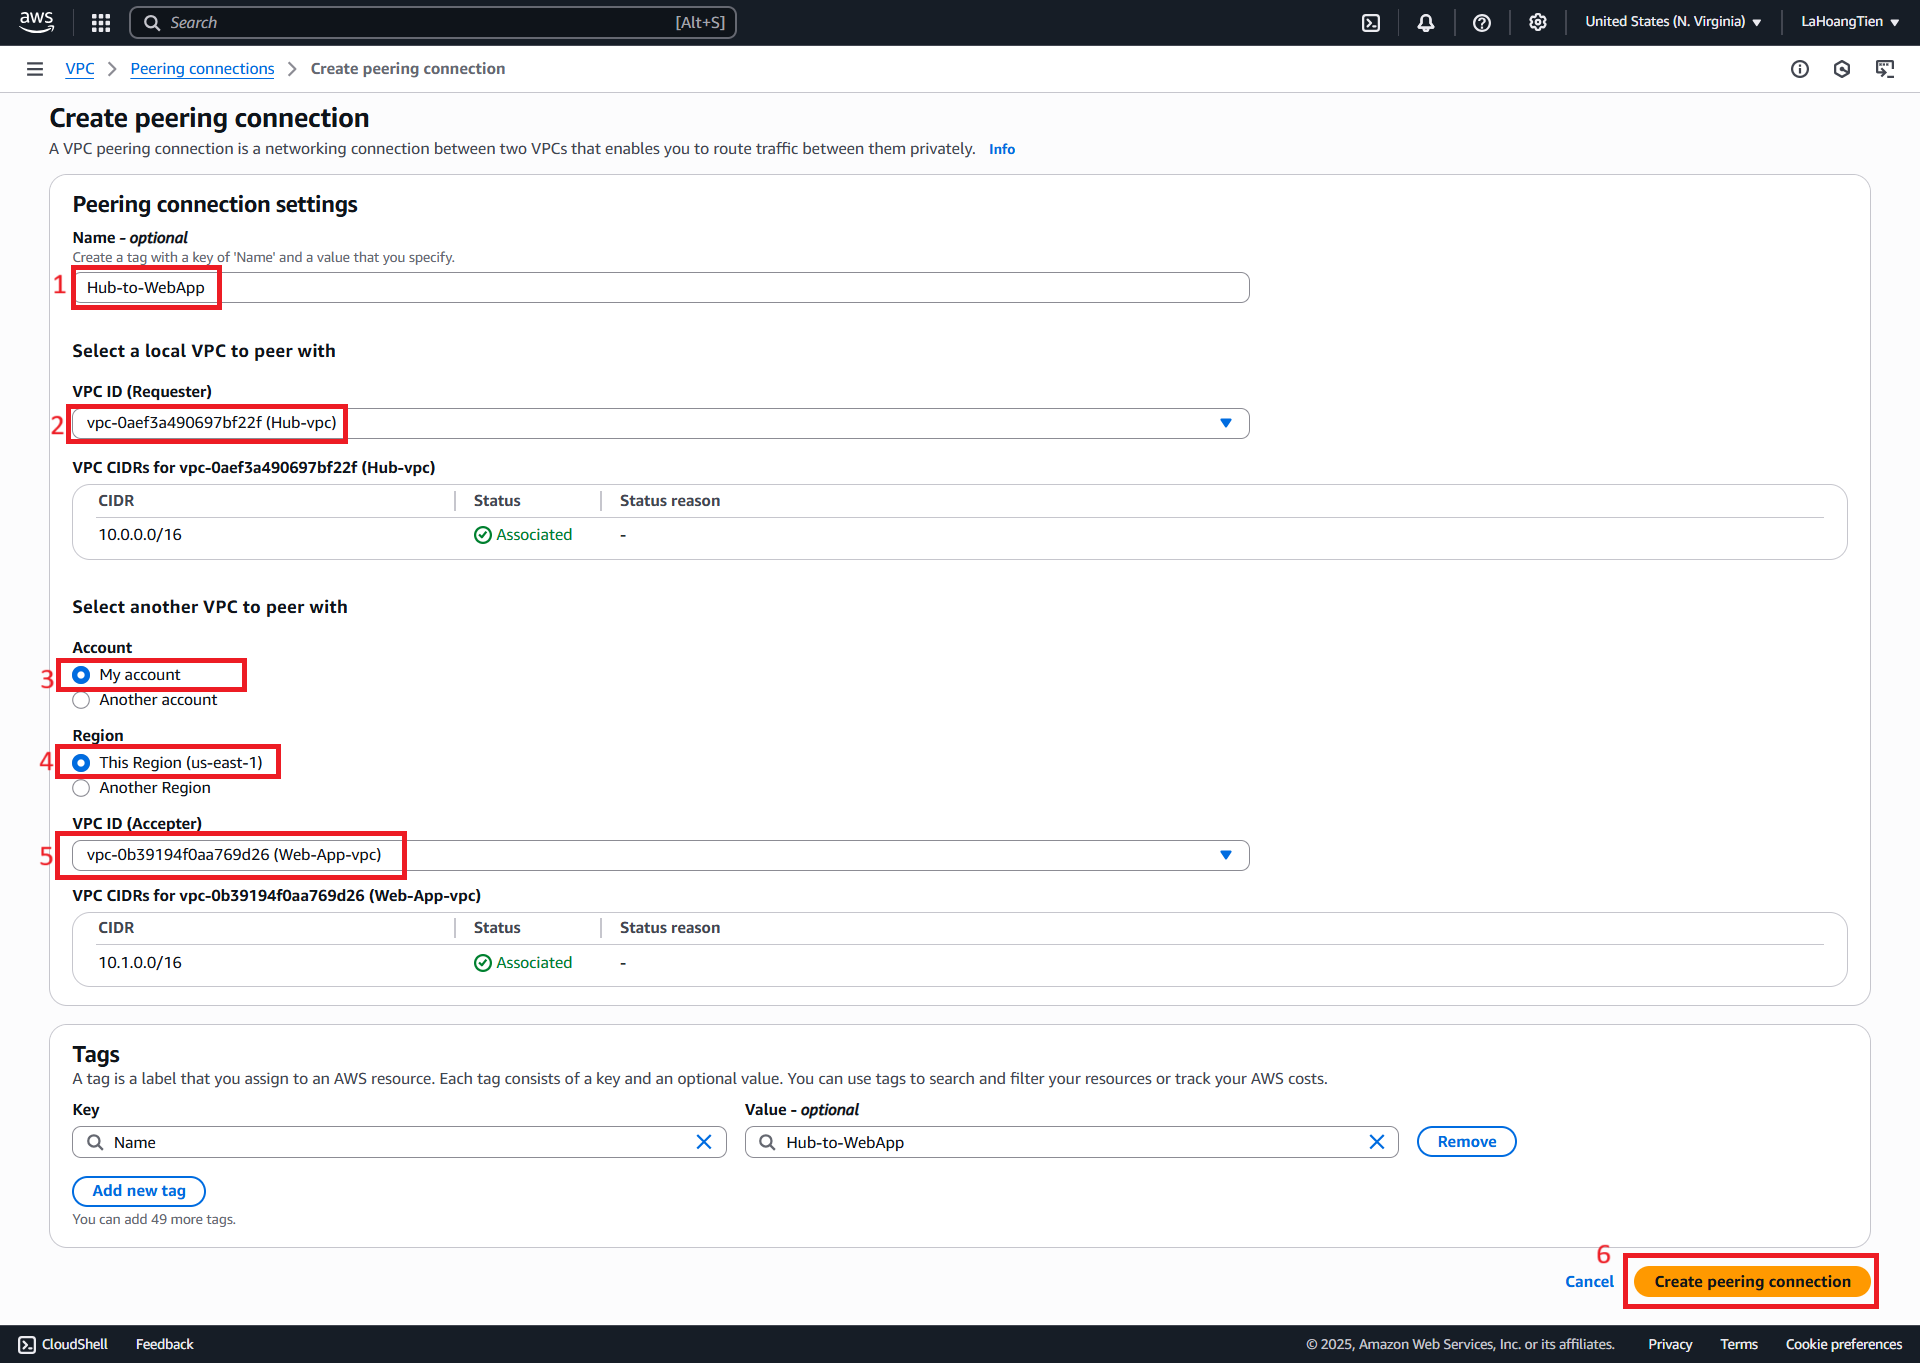 aws
Search [Alt+S]
United States (N. Virginia)
LaHoangTien
VPC
Peering connections
Create peering connection
Create peering connection
A VPC peering connection is a networking connection between two VPCs that enables you to route traffic between them privately. Info
Peering connection settings
Name - optional
Create a tag with a key of 'Name' and a value that you specify.
1
Hub-to-WebApp
Select a local VPC to peer with
VPC ID (Requester)
2
vpc-0aef3a490697bf22f (Hub-vpc)
VPC CIDRs for vpc-0aef3a490697bf22f (Hub-vpc)
CIDR Status Status reason
10.0.0.0/16 Associated -
Select another VPC to peer with
Account
3
My account
Another account
Region
4
This Region (us-east-1)
Another Region
VPC ID (Accepter)
5
vpc-0b39194f0aa769d26 (Web-App-vpc)
VPC CIDRs for vpc-0b39194f0aa769d26 (Web-App-vpc)
CIDR Status Status reason
10.1.0.0/16 Associated -
Tags
A tag is a label that you assign to an AWS resource. Each tag consists of a key and an optional value. You can use tags to search and filter your resources or track your AWS costs.
Key Value - optional
Name Hub-to-WebApp Remove
Add new tag
You can add 49 more tags.
6
Cancel Create peering connection
CloudShell Feedback © 2025, Amazon Web Services, Inc. or its affiliates. Privacy Terms Cookie preferences